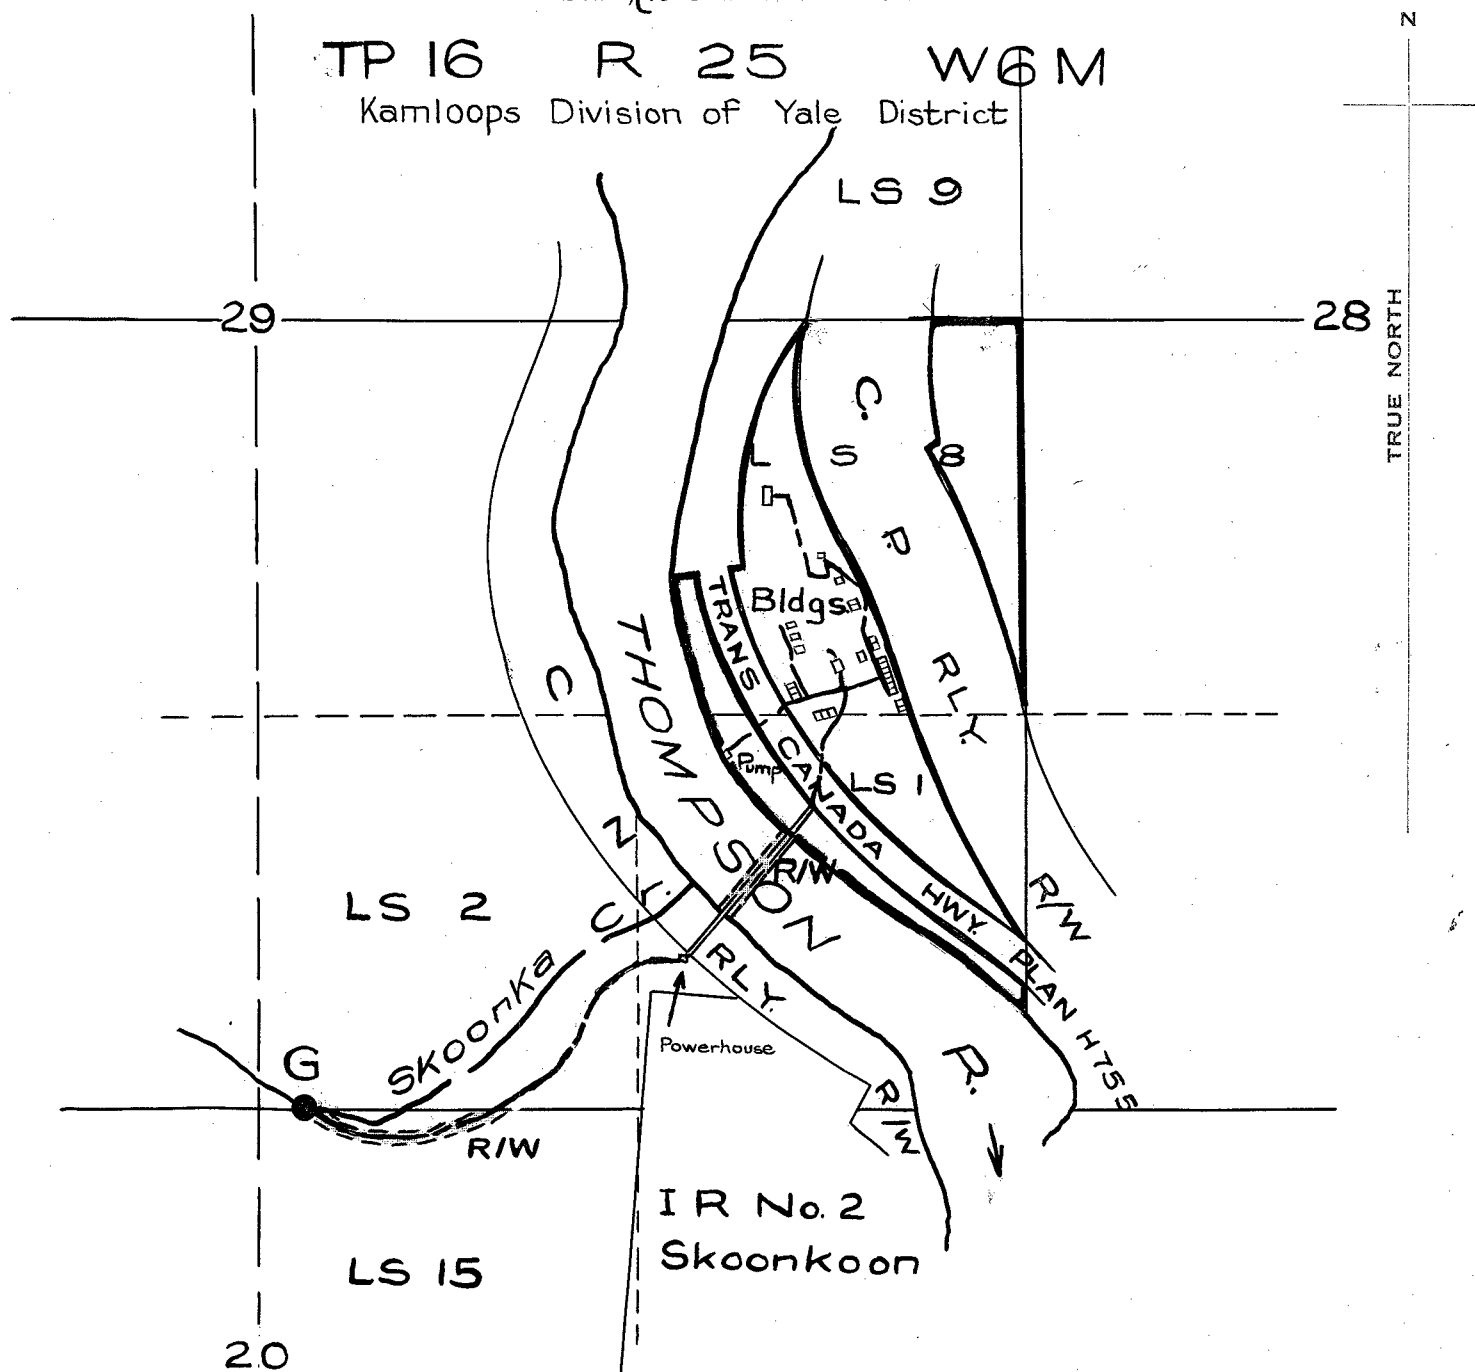 N
TP 16 R 25 W6M
Kamloops Division of Yale District
LS 9
29
28
TRUE NORTH
C. P. RLY.
L S 8
Bldgs.
TRANS CANADA HWY. PLAN H755
THOMPSON R.
C N RLY.
Pump
LS 1
R/W
R/W
LS 2
Skoonka Cr.
Powerhouse
G
R/W
R/W
I R No. 2
Skoonkoon
LS 15
20